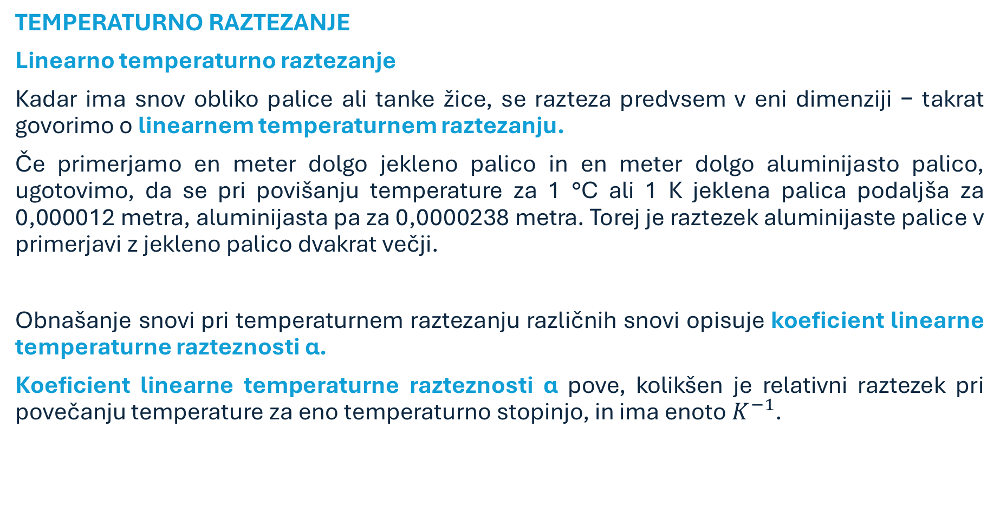 TEMPERATURNO RAZTEZANJE
Linearno temperaturno raztezanje
Kadar ima snov obliko palice ali tanke žice, se razteza predvsem v eni dimenziji – takrat
govorimo o linearnem temperaturnem raztezanju.
Če primerjamo en meter dolgo jekleno palico in en meter dolgo aluminijasto palico,
ugotovimo, da se pri povišanju temperature za 1 °C ali 1 K jeklena palica podaljša za
0,000012 metra, aluminijasta pa za 0,0000238 metra. Torej je raztezek aluminijaste palice v
primerjavi z jekleno palico dvakrat večji.
Obnašanje snovi pri temperaturnem raztezanju različnih snovi opisuje koeficient linearne
temperaturne razteznosti α.
Koeficient linearne temperaturne razteznosti α pove, kolikšen je relativni raztezek pri
povečanju temperature za eno temperaturno stopinjo, in ima enoto K⁻¹.